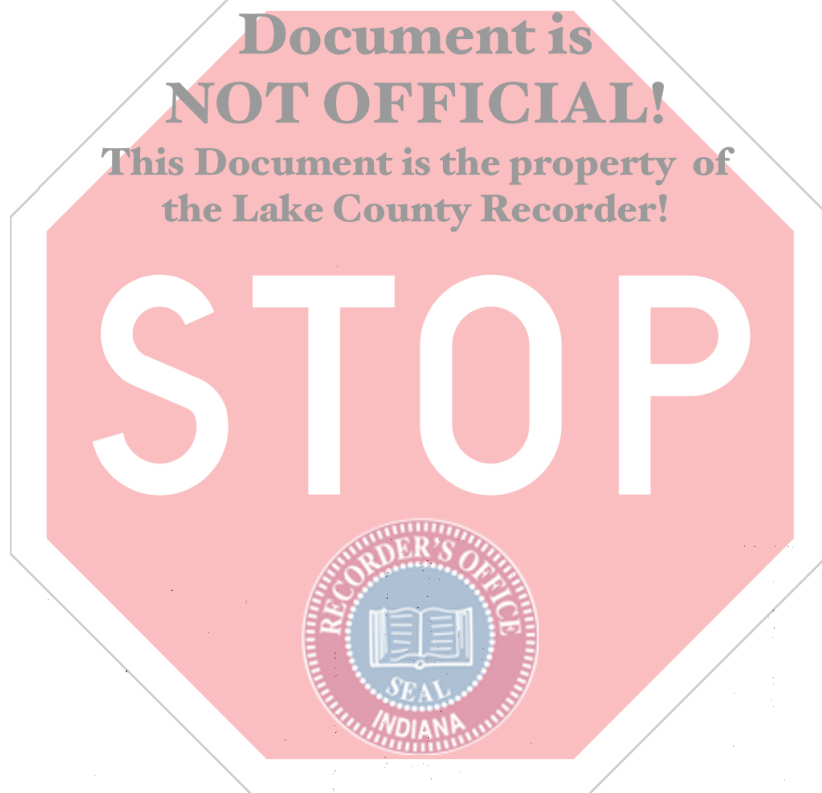 Document is
NOT OFFICIAL!
This Document is the property of
the Lake County Recorder!
STOP
RECORDER'S OFFICE
SEAL
INDIANA